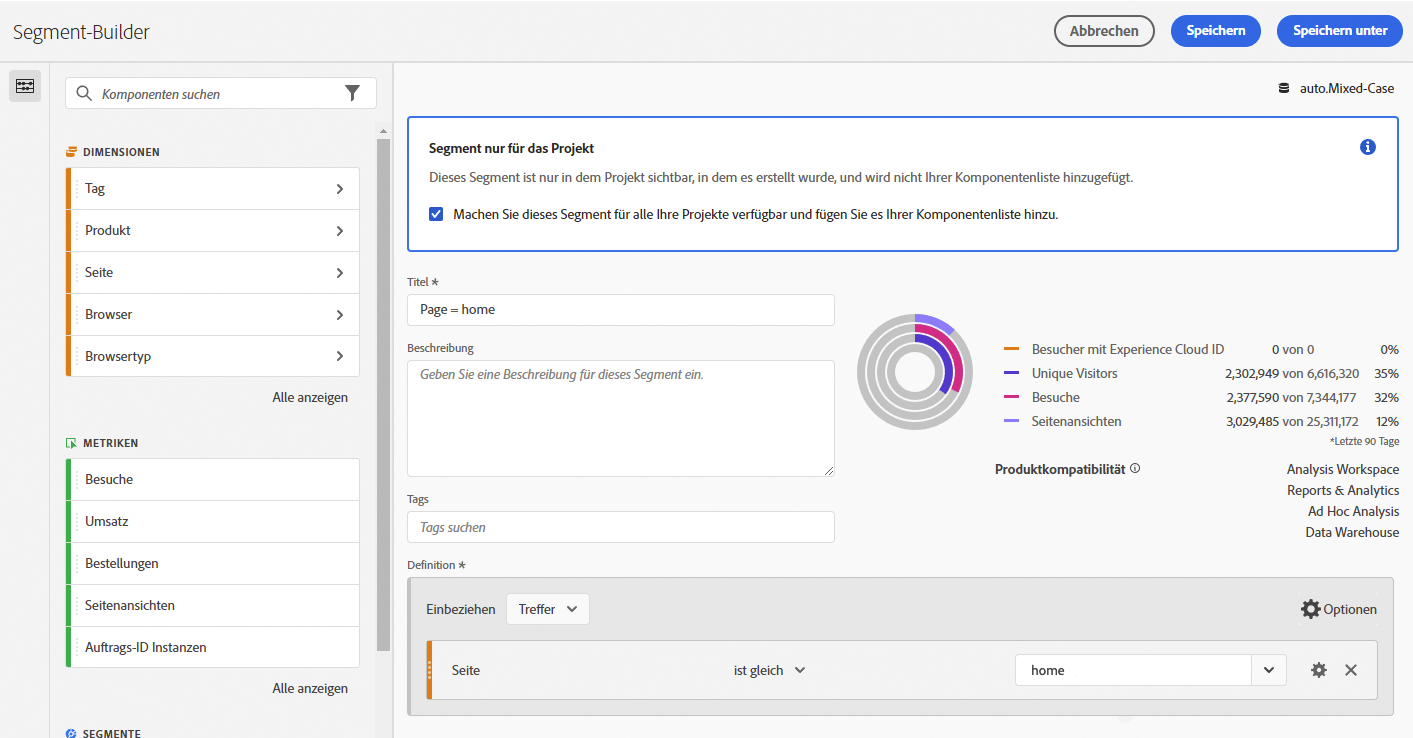 Segment-Builder
Abbrechen
Speichern
Speichern unter
Komponenten suchen
auto.Mixed-Case
DIMENSIONEN
Tag
Produkt
Seite
Browser
Browsertyp
Alle anzeigen
METRIKEN
Besuche
Umsatz
Bestellungen
Seitenansichten
Auftrags-ID Instanzen
Alle anzeigen
SEGMENTE
Segment nur für das Projekt
Dieses Segment ist nur in dem Projekt sichtbar, in dem es erstellt wurde, und wird nicht Ihrer Komponentenliste hinzugefügt.
Machen Sie dieses Segment für alle Ihre Projekte verfügbar und fügen Sie es Ihrer Komponentenliste hinzu.
Titel *
Page = home
Beschreibung
Geben Sie eine Beschreibung für dieses Segment ein.
Tags
Tags suchen
Besucher mit Experience Cloud ID 0 von 0 0%
Unique Visitors 2,302,949 von 6,616,320 35%
Besuche 2,377,590 von 7,344,177 32%
Seitenansichten 3,029,485 von 25,311,172 12%
*Letzte 90 Tage
Produktkompatibilität Analysis Workspace
Reports & Analytics
Ad Hoc Analysis
Data Warehouse
Definition *
Einbeziehen Treffer Optionen
Seite ist gleich home